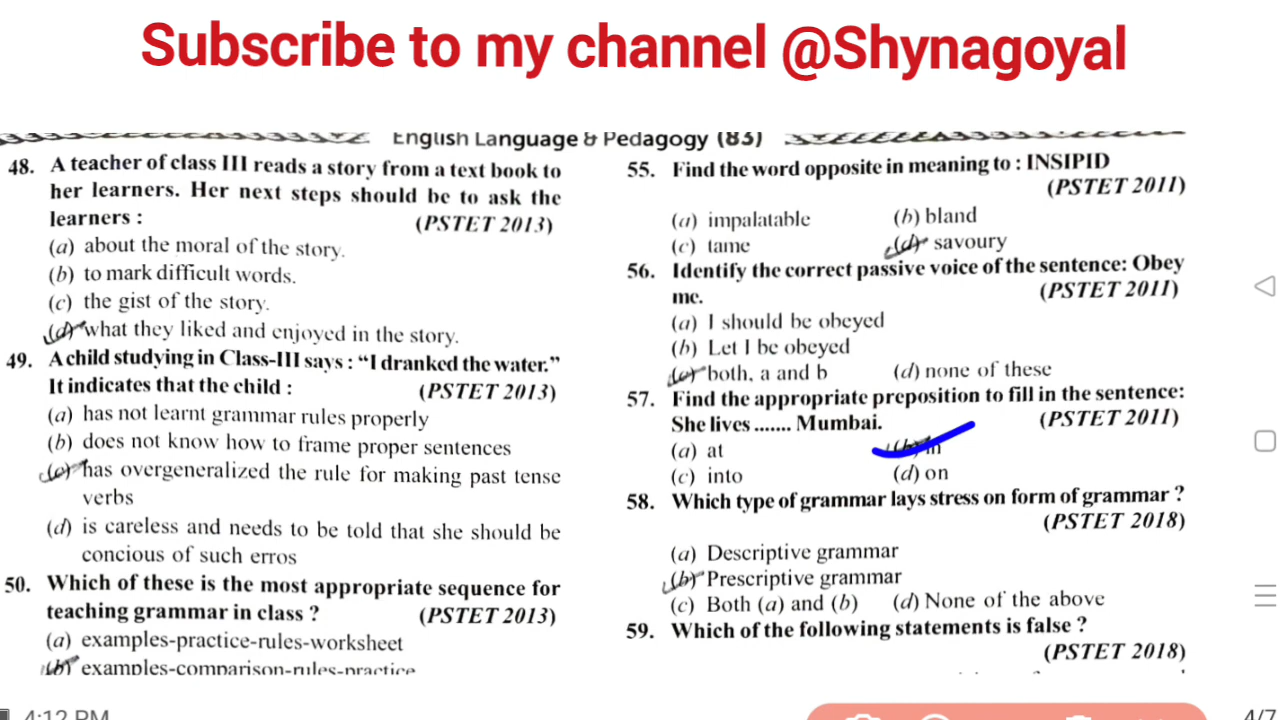 Subscribe to my channel @Shynagoyal
English Language & Pedagogy (83)
48. A teacher of class III reads a story from a text book to
her learners. Her next steps should be to ask the
learners : (PSTET 2013)
(a) about the moral of the story.
(b) to mark difficult words.
(c) the gist of the story.
(d) what they liked and enjoyed in the story.
49. A child studying in Class-III says : “I dranked the water.”
It indicates that the child : (PSTET 2013)
(a) has not learnt grammar rules properly
(b) does not know how to frame proper sentences
(c) has overgeneralized the rule for making past tense
verbs
(d) is careless and needs to be told that she should be
concious of such erros
50. Which of these is the most appropriate sequence for
teaching grammar in class ? (PSTET 2013)
(a) examples-practice-rules-worksheet
(b) examples-comparison-rules-practice
55. Find the word opposite in meaning to : INSIPID
(PSTET 2011)
(a) impalatable (b) bland
(c) tame (d) savoury
56. Identify the correct passive voice of the sentence: Obey
me. (PSTET 2011)
(a) I should be obeyed
(b) Let I be obeyed
(c) both, a and b (d) none of these
57. Find the appropriate preposition to fill in the sentence:
She lives ....... Mumbai. (PSTET 2011)
(a) at (b) in
(c) into (d) on
58. Which type of grammar lays stress on form of grammar ?
(PSTET 2018)
(a) Descriptive grammar
(b) Prescriptive grammar
(c) Both (a) and (b) (d) None of the above
59. Which of the following statements is false ?
(PSTET 2018)
4:12 PM 4/7